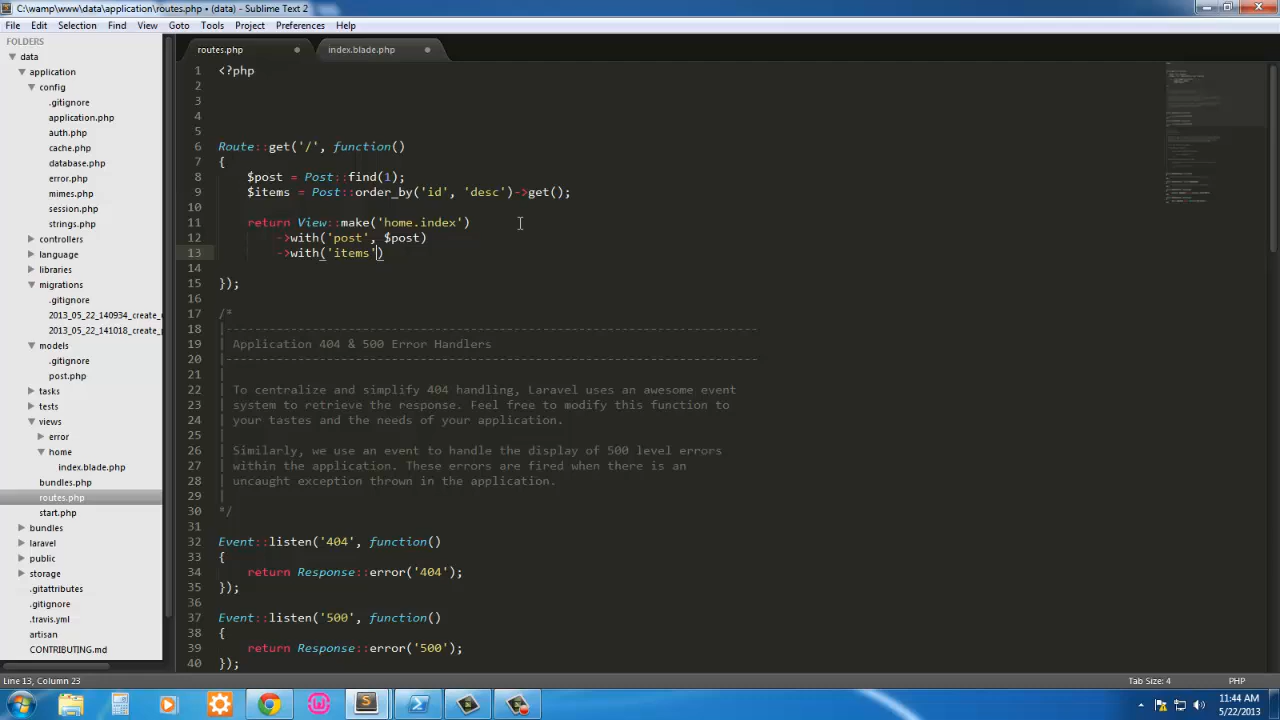 C:\wamp\www\data\application\routes.php • (data) - Sublime Text 2
File Edit Selection Find View Goto Tools Project Preferences Help
FOLDERS
data
application
config
.gitignore
application.php
auth.php
cache.php
database.php
error.php
mimes.php
session.php
strings.php
controllers
language
libraries
migrations
.gitignore
2013_05_22_140934_create_
2013_05_22_141018_create_
models
.gitignore
post.php
tasks
tests
views
error
home
index.blade.php
bundles.php
routes.php
start.php
bundles
laravel
public
storage
.gitattributes
.gitignore
.travis.yml
artisan
CONTRIBUTING.md
routes.php index.blade.php
1 <?php
2
3
4
5
6 Route::get('/', function()
7 {
8 $post = Post::find(1);
9 $items = Post::order_by('id', 'desc')->get();
10
11 return View::make('home.index')
12 ->with('post', $post)
13 ->with('items')
14
15 });
16
17 /*
18 |--------------------------------------------------------------------------
19 | Application 404 & 500 Error Handlers
20 |--------------------------------------------------------------------------
21 |
22 | To centralize and simplify 404 handling, Laravel uses an awesome event
23 | system to retrieve the response. Feel free to modify this function to
24 | your tastes and the needs of your application.
25 |
26 | Similarly, we use an event to handle the display of 500 level errors
27 | within the application. These errors are fired when there is an
28 | uncaught exception thrown in the application.
29 |
30 */
31
32 Event::listen('404', function()
33 {
34 return Response::error('404');
35 });
36
37 Event::listen('500', function()
38 {
39 return Response::error('500');
40 });
Line 13, Column 23 Tab Size: 4 PHP
11:44 AM
5/22/2013